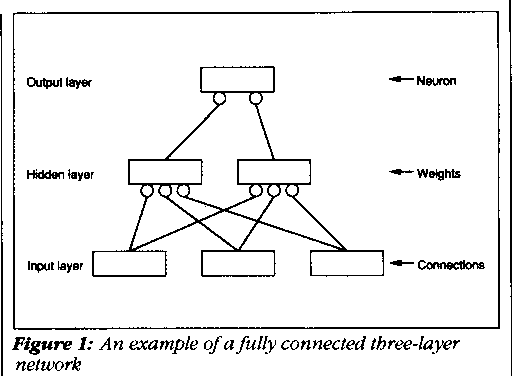 Output layer
Neuron
Hidden layer
Weights
Input layer
Connections
Figure 1: An example of a fully connected three-layer
network